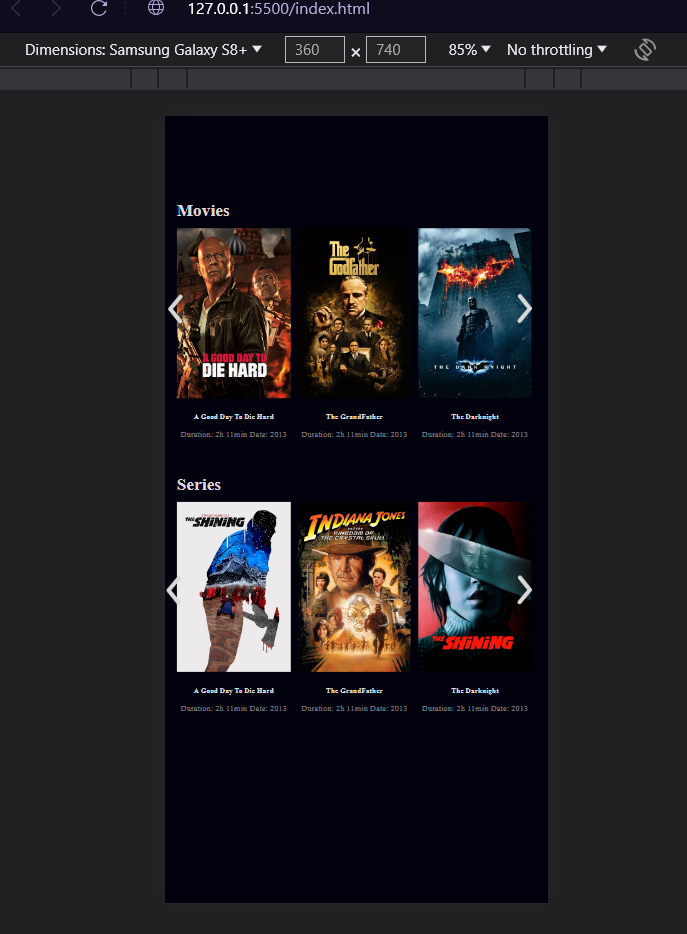 127.0.0.1:5500/index.html
Dimensions: Samsung Galaxy S8+ 360 × 740 85% No throttling
Movies
A GOOD DAY TO
DIE HARD
The
Godfather
THE DARK KNIGHT
A Good Day To Die Hard The GrandFather The Darknight
Duration: 2h 11min Date: 2013 Duration: 2h 11min Date: 2013 Duration: 2h 11min Date: 2013
Series
THE SHINING
INDIANA JONES
and the
KINGDOM OF
THE CRYSTAL SKULL
THE SHINING
A Good Day To Die Hard The GrandFather The Darknight
Duration: 2h 11min Date: 2013 Duration: 2h 11min Date: 2013 Duration: 2h 11min Date: 2013